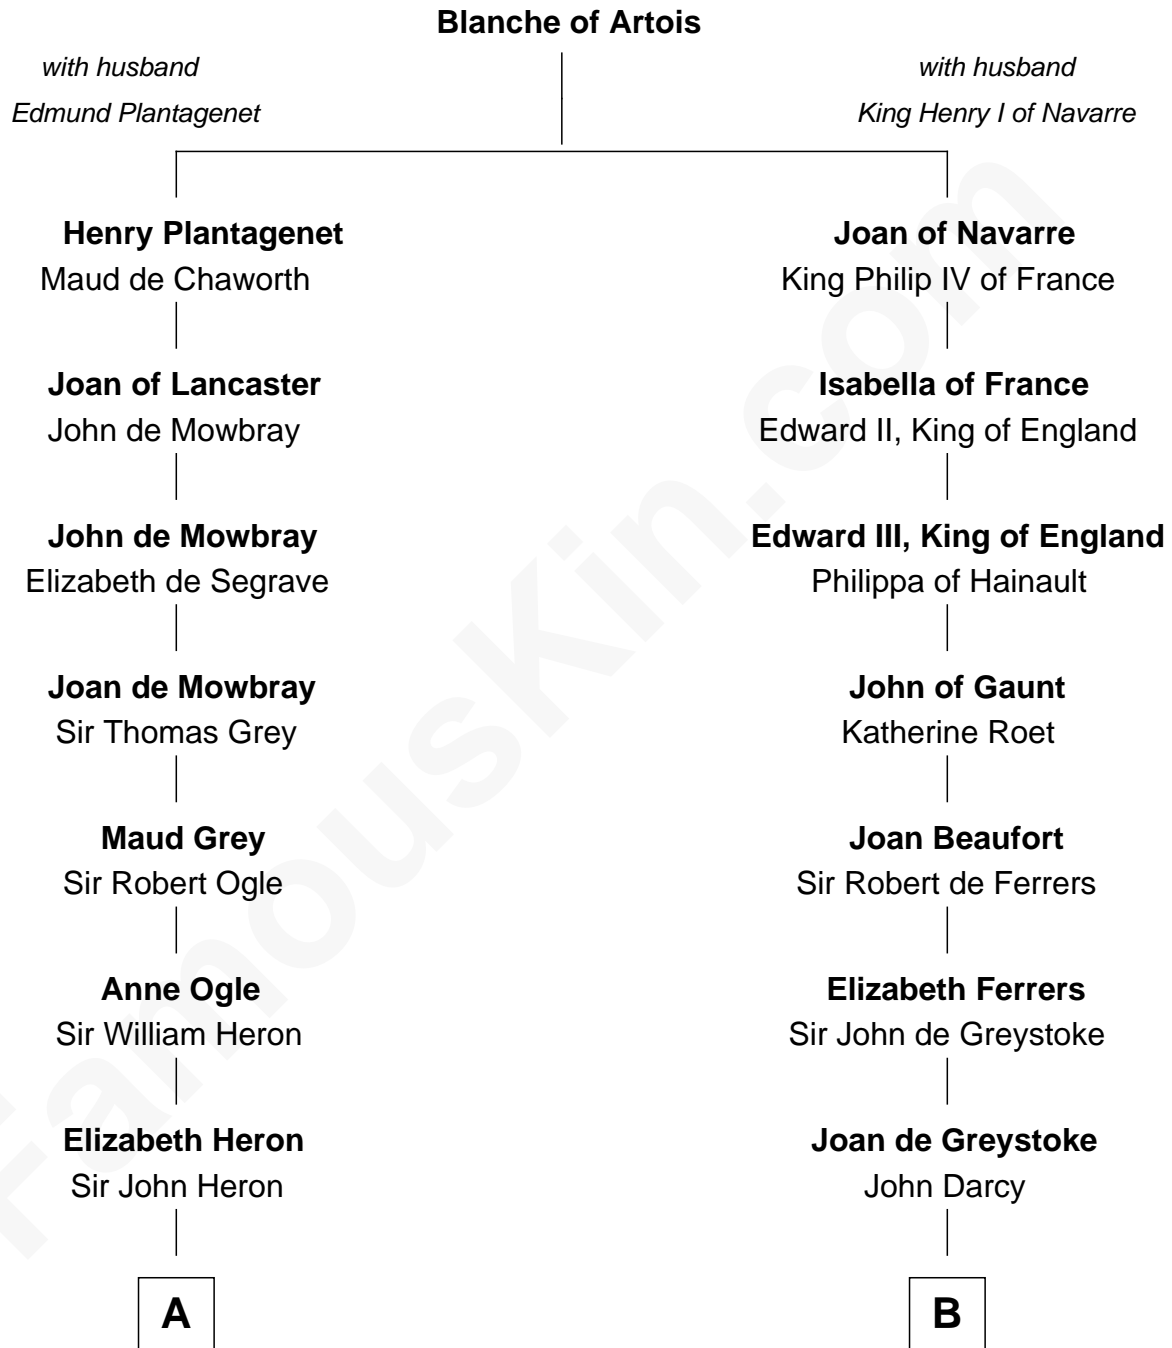 Blanche of Artois
with husband
Edmund Plantagenet
with husband
King Henry I of Navarre
Henry Plantagenet
Maud de Chaworth
Joan of Navarre
King Philip IV of France
Joan of Lancaster
John de Mowbray
Isabella of France
Edward II, King of England
John de Mowbray
Elizabeth de Segrave
Edward III, King of England
Philippa of Hainault
Joan de Mowbray
Sir Thomas Grey
John of Gaunt
Katherine Roet
Maud Grey
Sir Robert Ogle
Joan Beaufort
Sir Robert de Ferrers
Anne Ogle
Sir William Heron
Elizabeth Ferrers
Sir John de Greystoke
Elizabeth Heron
Sir John Heron
Joan de Greystoke
John Darcy
A
B
FamousKin.com